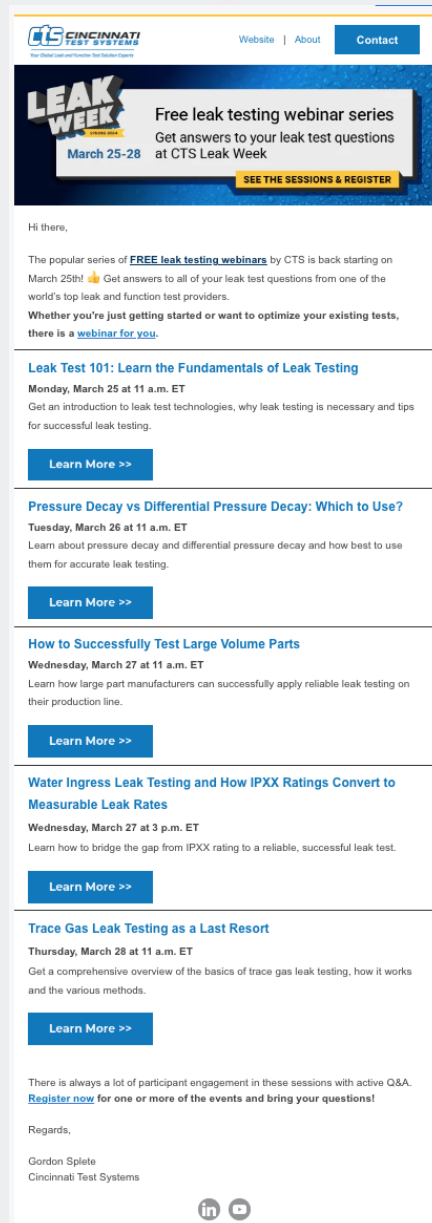 cts CINCINNATI
TEST SYSTEMS
Your Global Leak and Function Test Solution Experts
Website | About Contact
LEAK
WEEK
SPRING 2024
March 25-28
Free leak testing webinar series
Get answers to your leak test questions
at CTS Leak Week
SEE THE SESSIONS & REGISTER
Hi there,
The popular series of FREE leak testing webinars by CTS is back starting on
March 25th! 👍 Get answers to all of your leak test questions from one of the
world's top leak and function test providers.
Whether you're just getting started or want to optimize your existing tests,
there is a webinar for you.
Leak Test 101: Learn the Fundamentals of Leak Testing
Monday, March 25 at 11 a.m. ET
Get an introduction to leak test technologies, why leak testing is necessary and tips
for successful leak testing.
Learn More >>
Pressure Decay vs Differential Pressure Decay: Which to Use?
Tuesday, March 26 at 11 a.m. ET
Learn about pressure decay and differential pressure decay and how best to use
them for accurate leak testing.
Learn More >>
How to Successfully Test Large Volume Parts
Wednesday, March 27 at 11 a.m. ET
Learn how large part manufacturers can successfully apply reliable leak testing on
their production line.
Learn More >>
Water Ingress Leak Testing and How IPXX Ratings Convert to
Measurable Leak Rates
Wednesday, March 27 at 3 p.m. ET
Learn how to bridge the gap from IPXX rating to a reliable, successful leak test.
Learn More >>
Trace Gas Leak Testing as a Last Resort
Thursday, March 28 at 11 a.m. ET
Get a comprehensive overview of the basics of trace gas leak testing, how it works
and the various methods.
Learn More >>
There is always a lot of participant engagement in these sessions with active Q&A.
Register now for one or more of the events and bring your questions!
Regards,
Gordon Splete
Cincinnati Test Systems
in